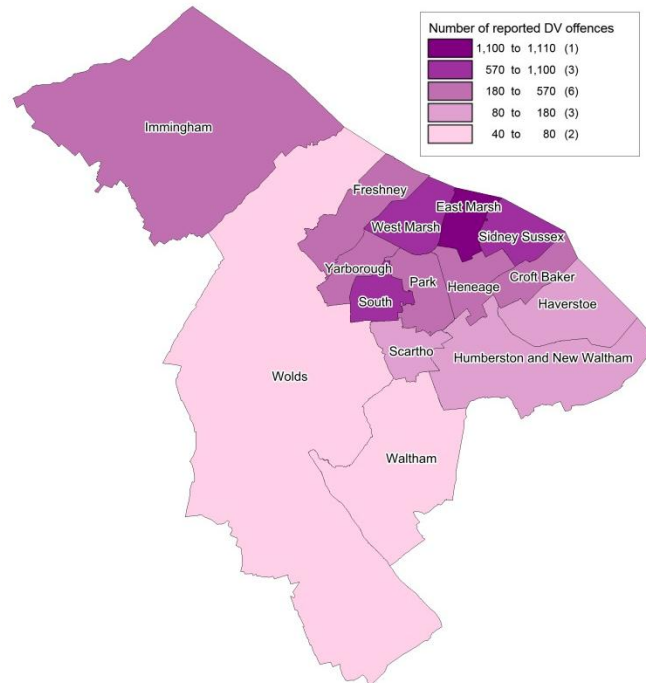 Number of reported DV offences
1,100 to 1,110 (1)
570 to 1,100 (3)
180 to 570 (6)
80 to 180 (3)
40 to 80 (2)
Immingham
Freshney
East Marsh
West Marsh
Sidney Sussex
Yarborough
Croft Baker
Park
Heneage
South
Haverstoe
Scartho
Humberston and New Waltham
Wolds
Waltham